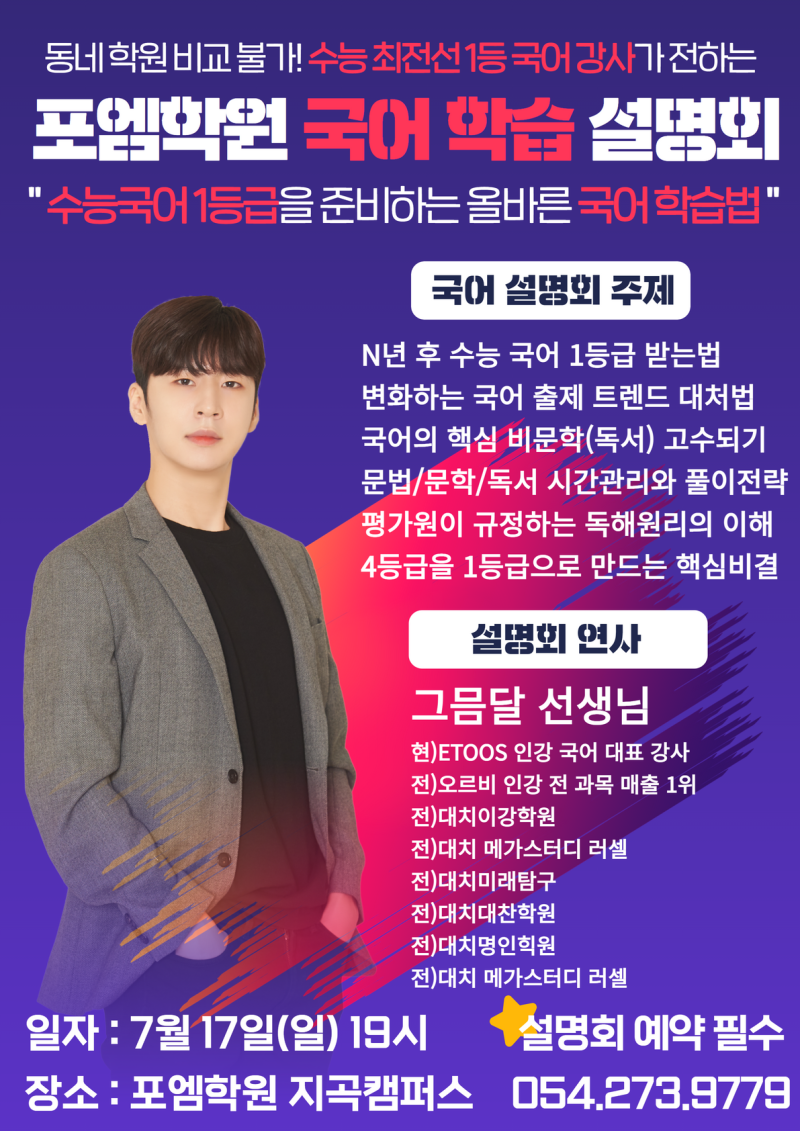 동네 학원 비교 불가! 수능 최전선 1등 국어 강사가 전하는
포엠학원 국어 학습 설명회
" 수능국어 1등급을 준비하는 올바른 국어 학습법 "
국어 설명회 주제
N년 후 수능 국어 1등급 받는법
변화하는 국어 출제 트렌드 대처법
국어의 핵심 비문학(독서) 고수되기
문법/문학/독서 시간관리와 풀이전략
평가원이 규정하는 독해원리의 이해
4등급을 1등급으로 만드는 핵심비결
설명회 연사
그믐달 선생님
현)ETOOS 인강 국어 대표 강사
전)오르비 인강 전 과목 매출 1위
전)대치이강학원
전)대치 메가스터디 러셀
전)대치미래탐구
전)대치대찬학원
전)대치명인힉원
전)대치 메가스터디 러셀
일자 : 7월 17일(일) 19시
설명회 예약 필수
장소 : 포엠학원 지곡캠퍼스
054.273.9779